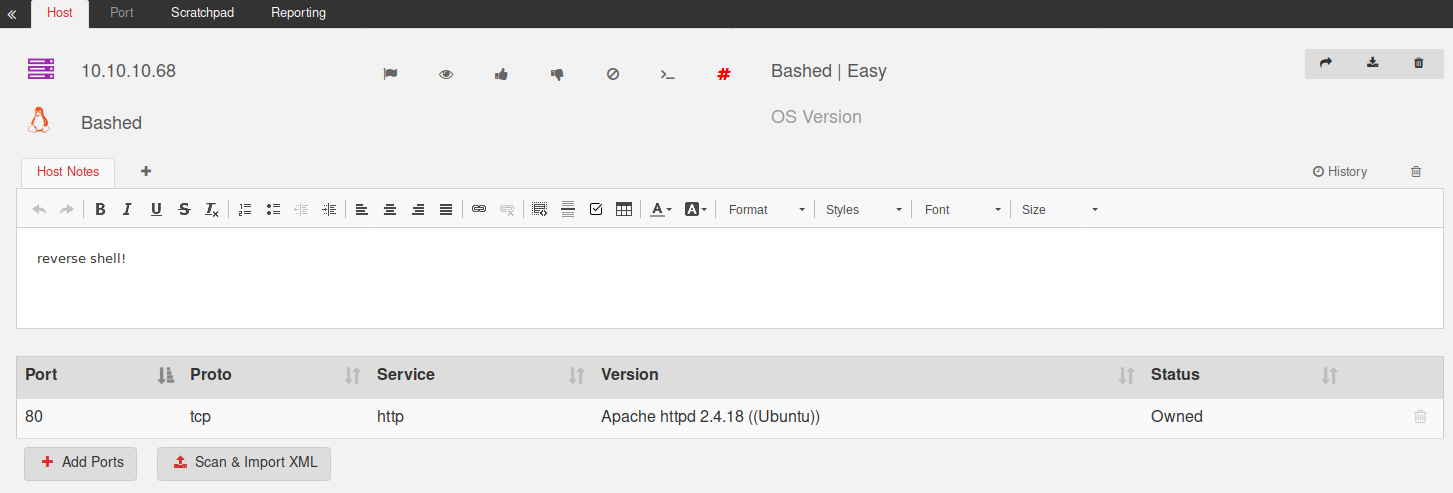 « Host Port Scratchpad Reporting
10.10.10.68 # Bashed | Easy
Bashed OS Version
Host Notes + History
B I U S Tx A A Format Styles Font Size
reverse shell!
Port Proto Service Version Status
80 tcp http Apache httpd 2.4.18 ((Ubuntu)) Owned
Add Ports Scan & Import XML